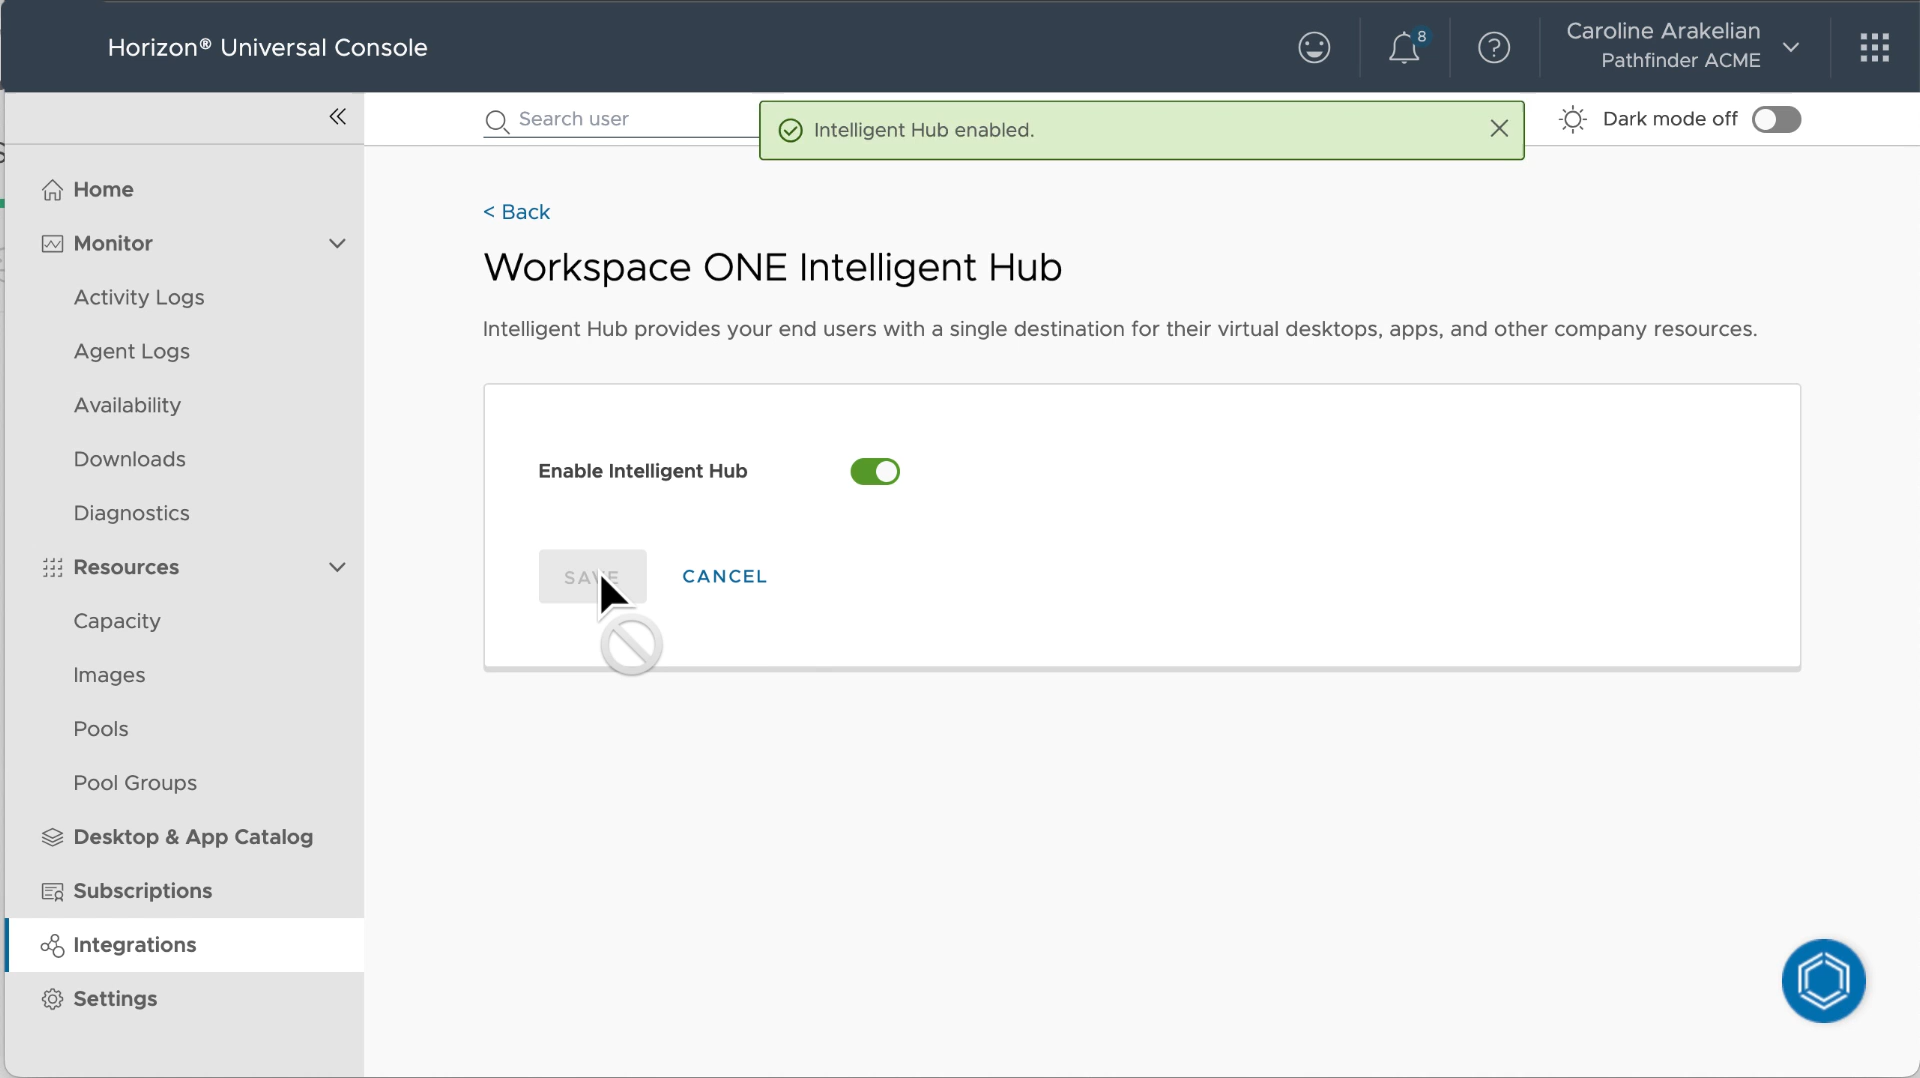 Horizon® Universal Console
8
Caroline Arakelian
Pathfinder ACME
Search user
Intelligent Hub enabled.
Dark mode off
Home
Monitor
Activity Logs
Agent Logs
Availability
Downloads
Diagnostics
Resources
Capacity
Images
Pools
Pool Groups
Desktop & App Catalog
Subscriptions
Integrations
Settings
< Back
Workspace ONE Intelligent Hub
Intelligent Hub provides your end users with a single destination for their virtual desktops, apps, and other company resources.
Enable Intelligent Hub
SAVE
CANCEL